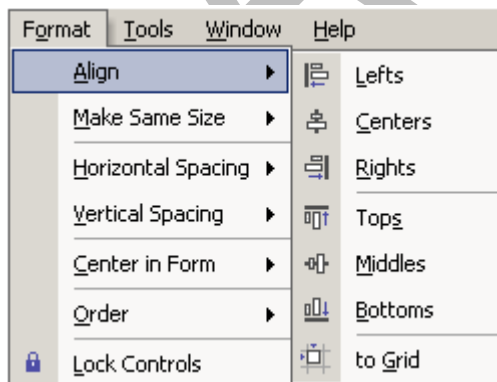 Format Tools Window Help
Align Lefts
Make Same Size Centers
Horizontal Spacing Rights
Vertical Spacing Tops
Center in Form Middles
Order Bottoms
Lock Controls to Grid